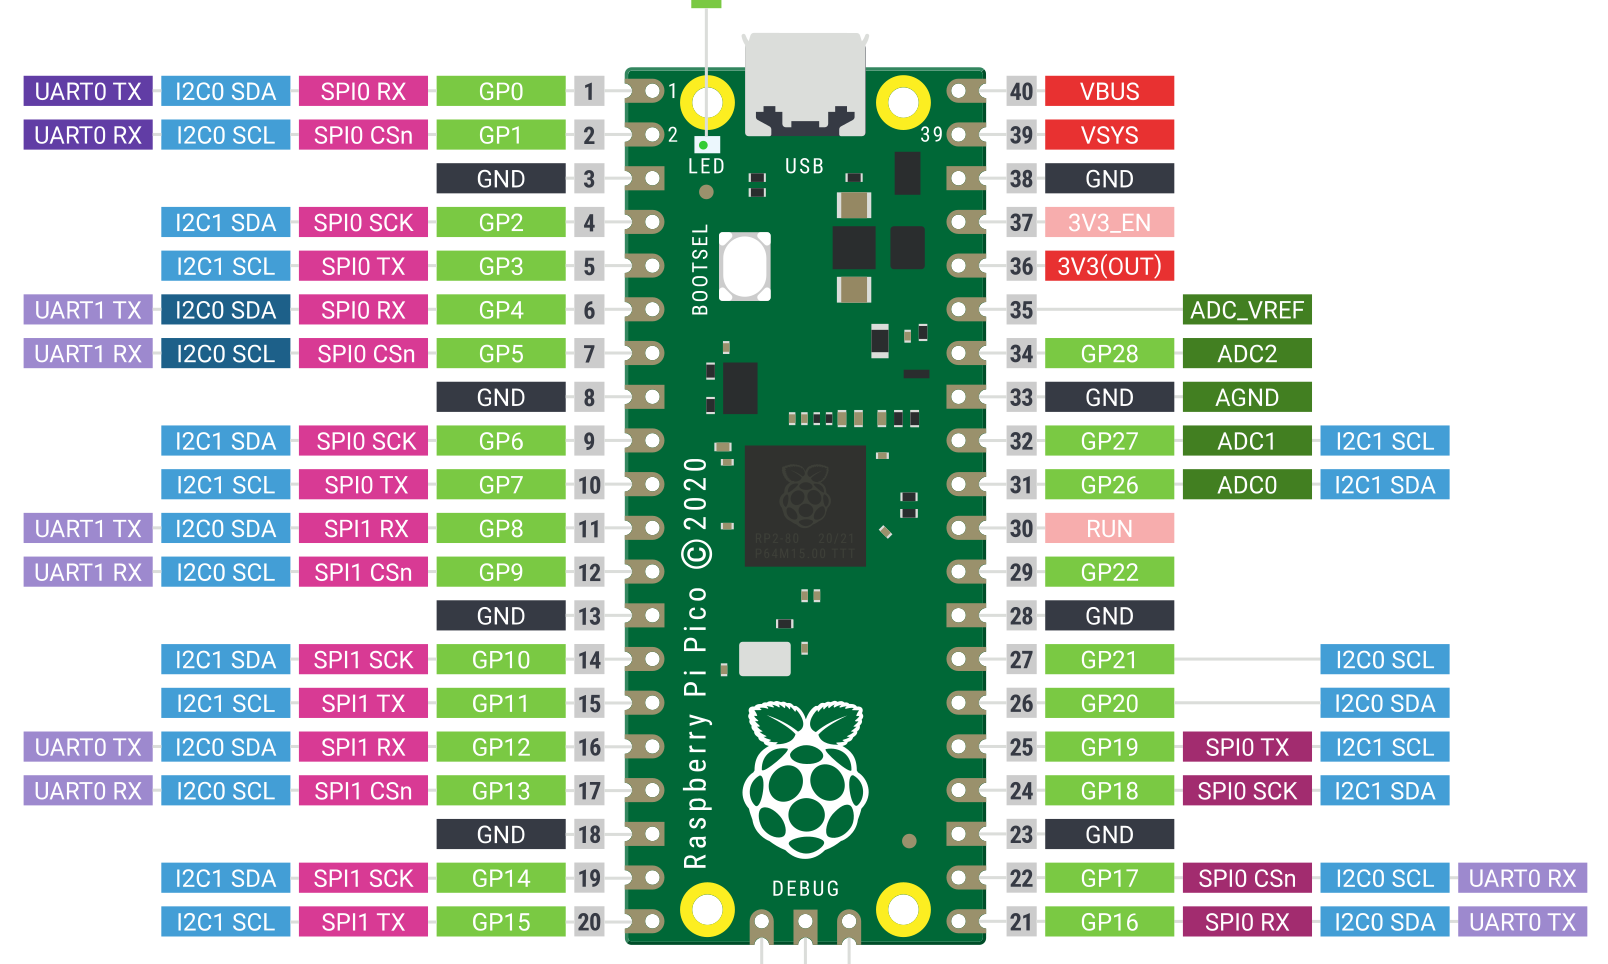 UART0 TX I2C0 SDA SPI0 RX GP0 1 1 40 VBUS
UART0 RX I2C0 SCL SPI0 CSn GP1 2 2 39 39 VSYS
LED USB
GND 3 38 GND
I2C1 SDA SPI0 SCK GP2 4 37 3V3_EN
I2C1 SCL SPI0 TX GP3 5 36 3V3(OUT)
BOOTSEL
UART1 TX I2C0 SDA SPI0 RX GP4 6 35 ADC_VREF
UART1 RX I2C0 SCL SPI0 CSn GP5 7 34 GP28 ADC2
GND 8 33 GND AGND
I2C1 SDA SPI0 SCK GP6 9 32 GP27 ADC1 I2C1 SCL
I2C1 SCL SPI0 TX GP7 10 31 GP26 ADC0 I2C1 SDA
UART1 TX I2C0 SDA SPI1 RX GP8 11 30 RUN
RP2-80 20/21
P64M15.00 TTT
UART1 RX I2C0 SCL SPI1 CSn GP9 12 29 GP22
GND 13 28 GND
Raspberry Pi Pico © 2020
I2C1 SDA SPI1 SCK GP10 14 27 GP21 I2C0 SCL
I2C1 SCL SPI1 TX GP11 15 26 GP20 I2C0 SDA
UART0 TX I2C0 SDA SPI1 RX GP12 16 25 GP19 SPI0 TX I2C1 SCL
UART0 RX I2C0 SCL SPI1 CSn GP13 17 24 GP18 SPI0 SCK I2C1 SDA
GND 18 23 GND
I2C1 SDA SPI1 SCK GP14 19 22 GP17 SPI0 CSn I2C0 SCL UART0 RX
DEBUG
I2C1 SCL SPI1 TX GP15 20 21 GP16 SPI0 RX I2C0 SDA UART0 TX